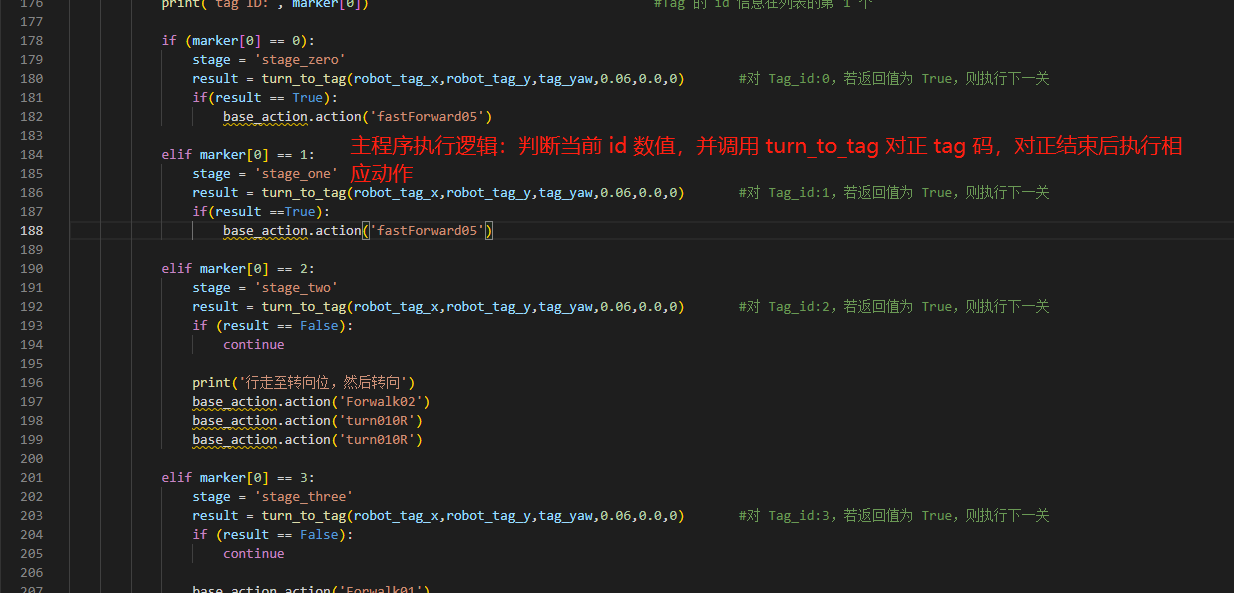 176 print( tag ID: , marker[0]) #Tag 的 id 信息在列表的第 1 个
177
178 if (marker[0] == 0):
179 stage = 'stage_zero'
180 result = turn_to_tag(robot_tag_x,robot_tag_y,tag_yaw,0.06,0.0,0) #对 Tag_id:0，若返回值为 True，则执行下一关
181 if(result == True):
182 base_action.action('fastForward05')
183
主程序执行逻辑：判断当前 id 数值，并调用 turn_to_tag 对正 tag 码，对正结束后执行相
184 elif marker[0] == 1:
185 stage = 'stage_one' 应动作
186 result = turn_to_tag(robot_tag_x,robot_tag_y,tag_yaw,0.06,0.0,0) #对 Tag_id:1，若返回值为 True，则执行下一关
187 if(result ==True):
188 base_action.action('fastForward05')
189
190 elif marker[0] == 2:
191 stage = 'stage_two'
192 result = turn_to_tag(robot_tag_x,robot_tag_y,tag_yaw,0.06,0.0,0) #对 Tag_id:2，若返回值为 True，则执行下一关
193 if (result == False):
194 continue
195
196 print('行走至转向位，然后转向')
197 base_action.action('Forwalk02')
198 base_action.action('turn010R')
199 base_action.action('turn010R')
200
201 elif marker[0] == 3:
202 stage = 'stage_three'
203 result = turn_to_tag(robot_tag_x,robot_tag_y,tag_yaw,0.06,0.0,0) #对 Tag_id:3，若返回值为 True，则执行下一关
204 if (result == False):
205 continue
206
207 base_action.action('Forwalk01')